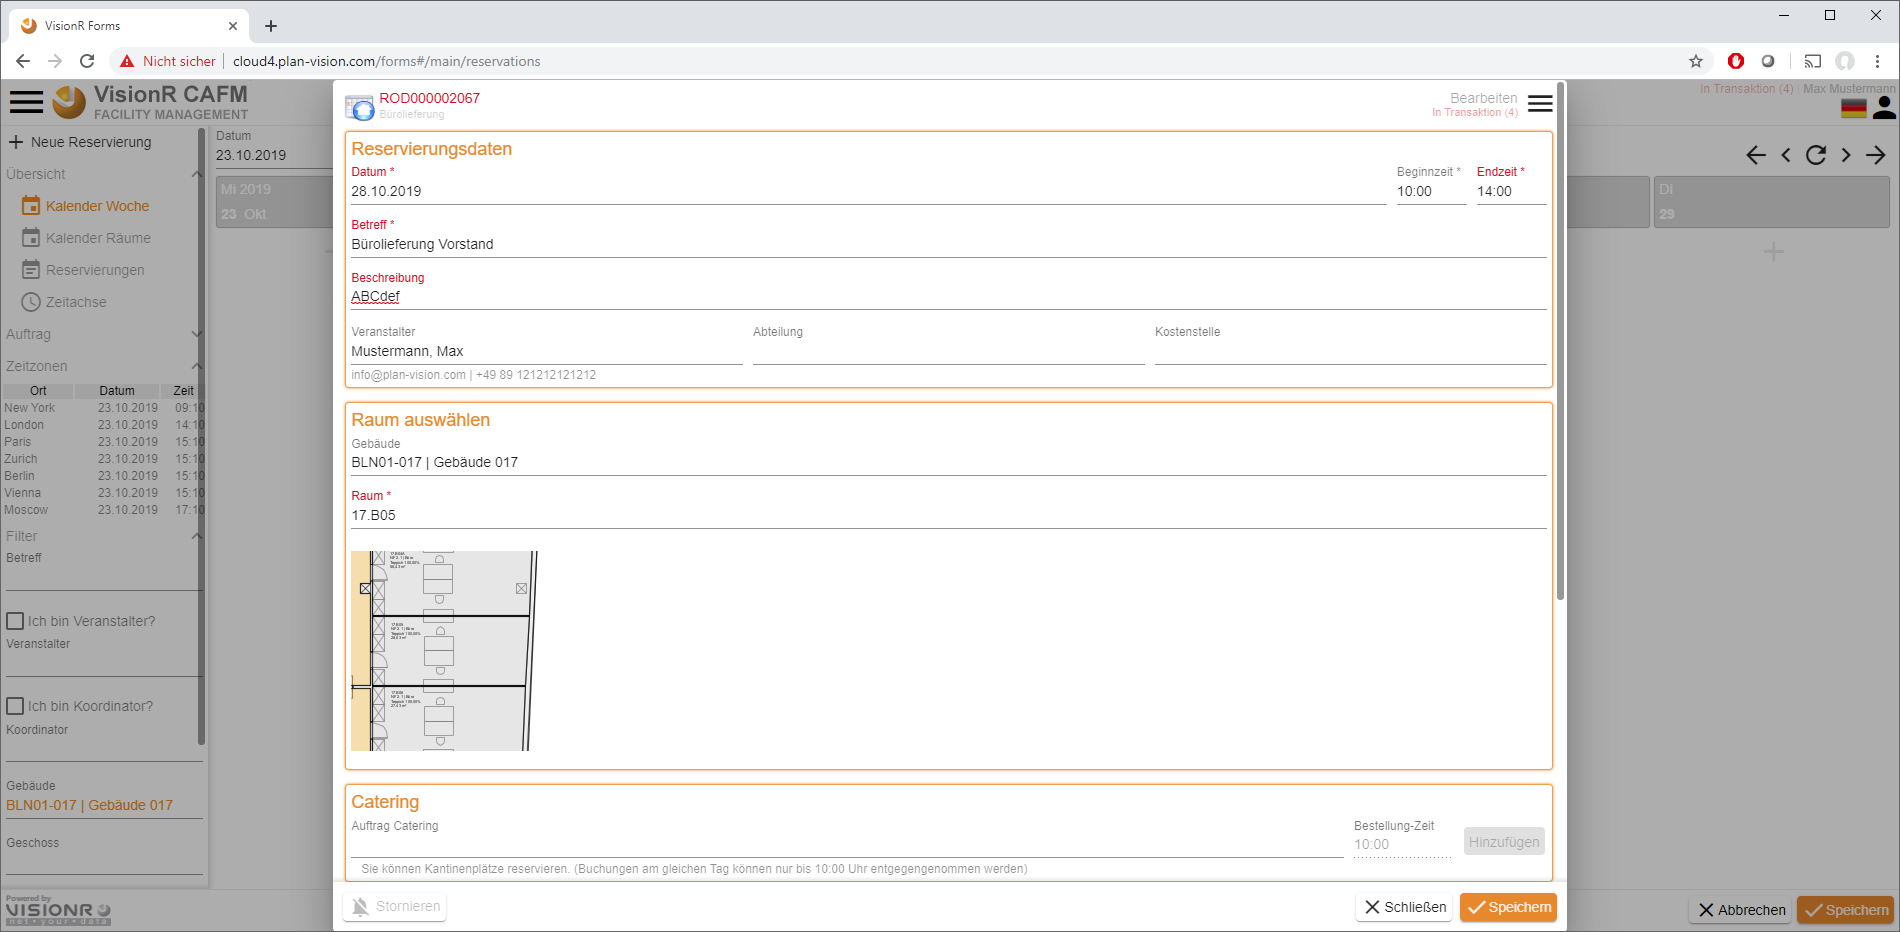 VisionR Forms
Nicht sicher
cloud4.plan-vision.com/forms#/main/reservations
VisionR CAFM
FACILITY MANAGEMENT
In Transaktion (4) | Max Mustermann
Neue Reservierung
Übersicht
Kalender Woche
Kalender Räume
Reservierungen
Zeitachse
Auftrag
Zeitzonen
Ort Datum Zeit
New York 23.10.2019 09:10
London 23.10.2019 14:10
Paris 23.10.2019 15:10
Zurich 23.10.2019 15:10
Berlin 23.10.2019 15:10
Vienna 23.10.2019 15:10
Moscow 23.10.2019 17:10
Filter
Betreff
Ich bin Veranstalter?
Veranstalter
Ich bin Koordinator?
Koordinator
Gebäude
BLN01-017 | Gebäude 017
Geschoss
Powered by
VISIONR
net • your • data
Datum
23.10.2019
Mi 2019
23 Okt
Di
29
ROD000002067
Bürolieferung
Bearbeiten
In Transaktion (4)
Reservierungsdaten
Datum * Beginnzeit * Endzeit *
28.10.2019 10:00 14:00
Betreff *
Bürolieferung Vorstand
Beschreibung
ABCdef
Veranstalter Abteilung Kostenstelle
Mustermann, Max
info@plan-vision.com | +49 89 121212121212
Raum auswählen
Gebäude
BLN01-017 | Gebäude 017
Raum *
17.B05
Catering
Auftrag Catering Bestellung-Zeit
10:00 Hinzufügen
Sie können Kantinenplätze reservieren. (Buchungen am gleichen Tag können nur bis 10:00 Uhr entgegengenommen werden)
Stornieren
Schließen
Speichern
Abbrechen
Speichern